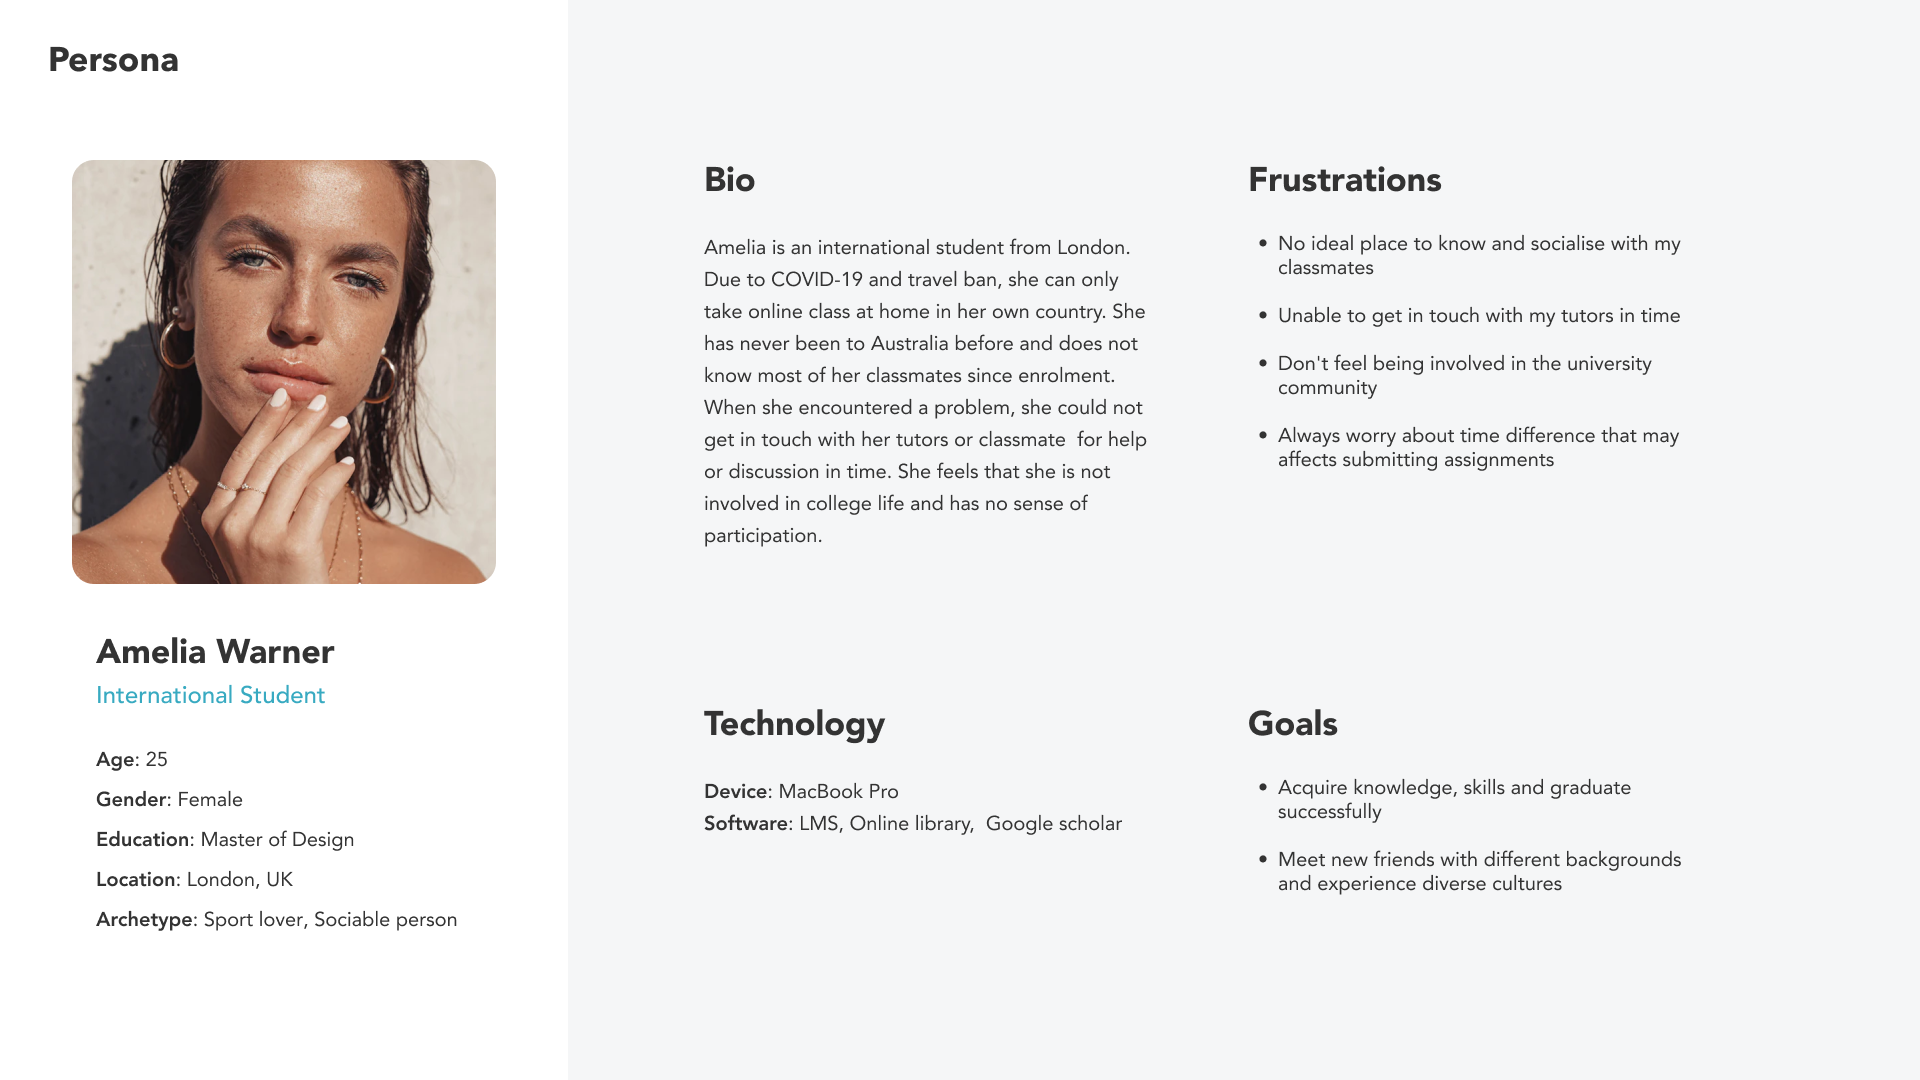 Persona
Amelia Warner
International Student
Age: 25
Gender: Female
Education: Master of Design
Location: London, UK
Archetype: Sport lover, Sociable person
Bio
Amelia is an international student from London.
Due to COVID-19 and travel ban, she can only
take online class at home in her own country. She
has never been to Australia before and does not
know most of her classmates since enrolment.
When she encountered a problem, she could not
get in touch with her tutors or classmate  for help
or discussion in time. She feels that she is not
involved in college life and has no sense of
participation.
Frustrations
• No ideal place to know and socialise with my
classmates
• Unable to get in touch with my tutors in time
• Don't feel being involved in the university
community
• Always worry about time difference that may
affects submitting assignments
Technology
Device: MacBook Pro
Software: LMS, Online library,  Google scholar
Goals
• Acquire knowledge, skills and graduate
successfully
• Meet new friends with different backgrounds
and experience diverse cultures